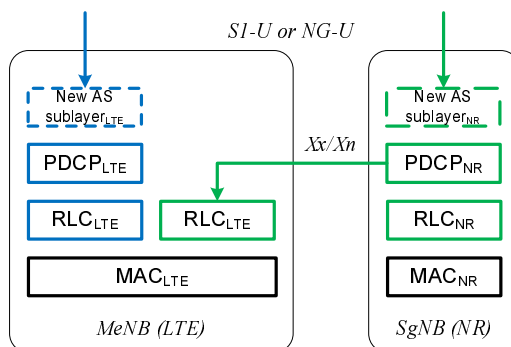 S1-U or NG-U
New AS
sublayerLTE
New AS
sublayerNR
PDCPLTE
Xx/Xn
PDCPNR
RLCLTE
RLCLTE
RLCNR
MACLTE
MACNR
MeNB (LTE)
SgNB (NR)